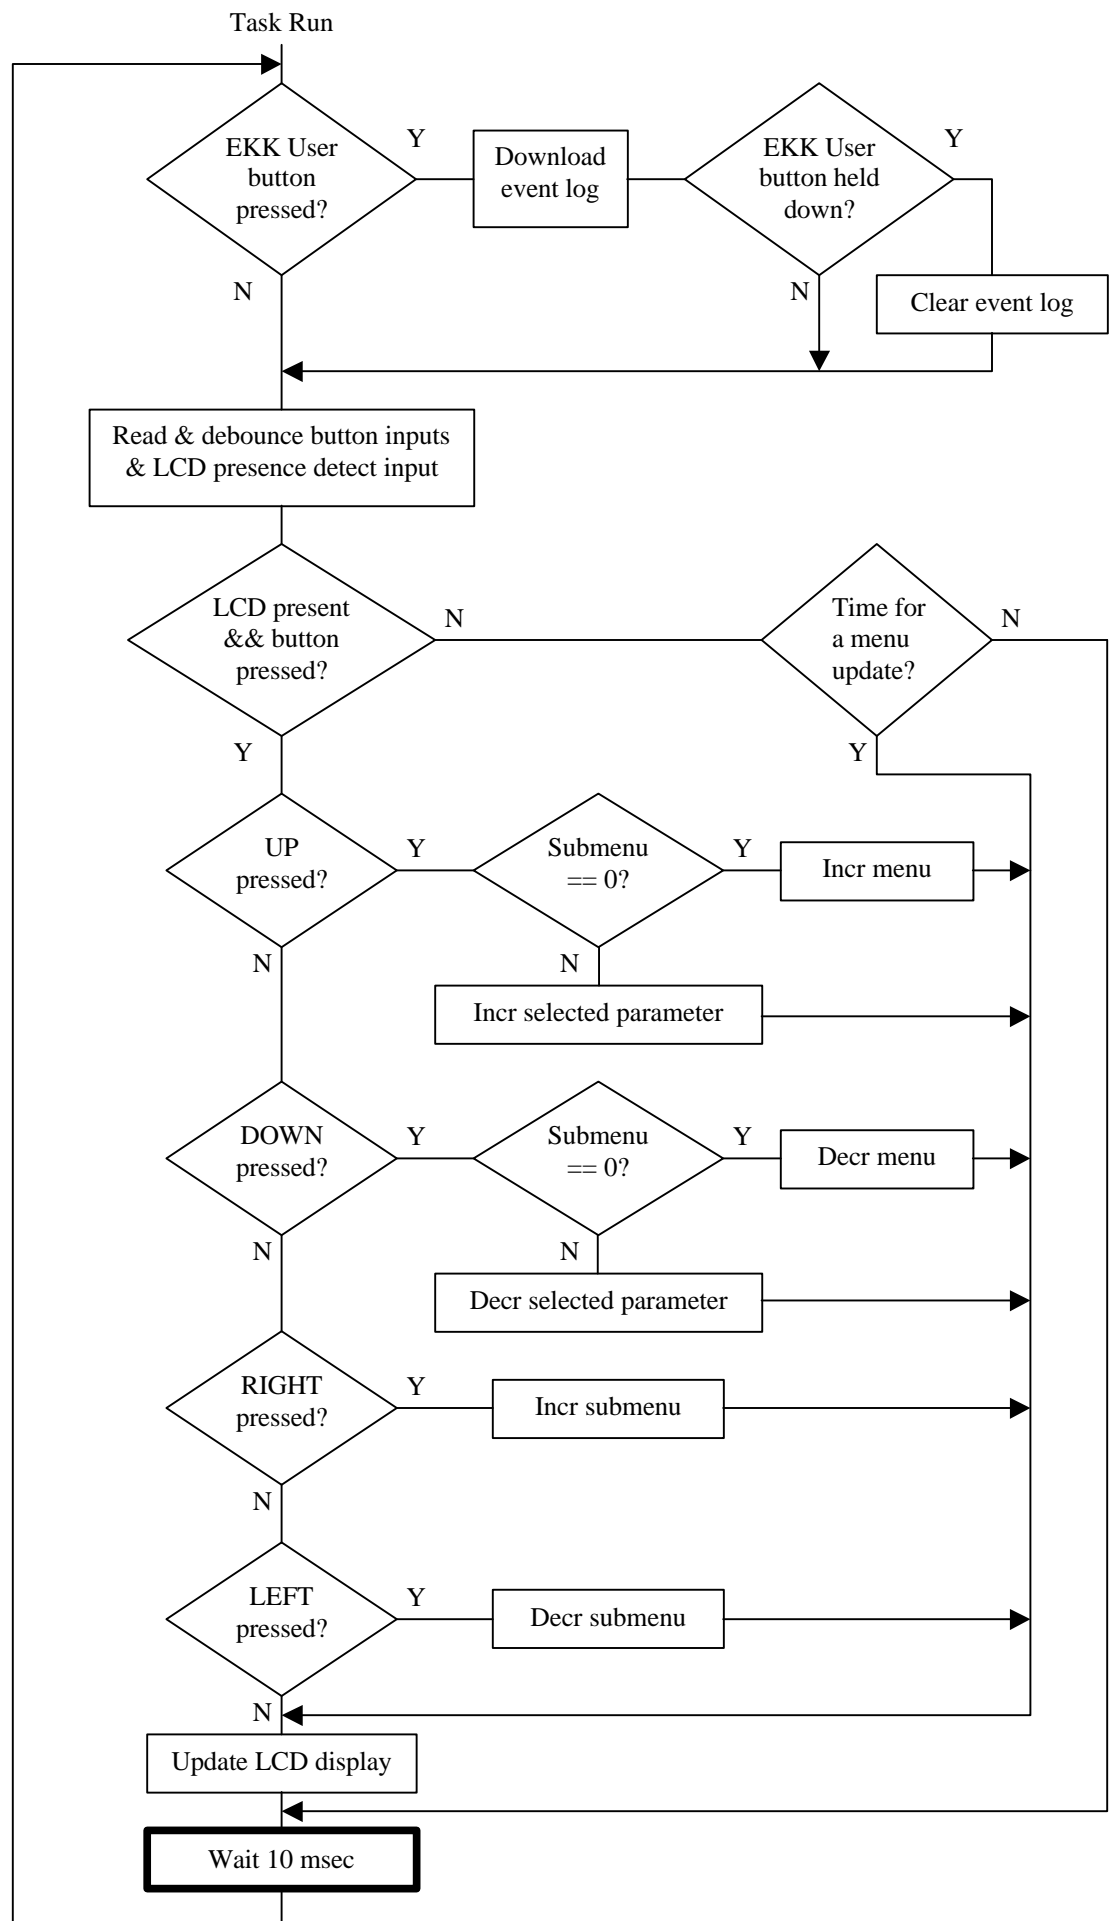 Task Run
EKK User
button
pressed?
Y
Download
event log
EKK User
button held
down?
Y
N
N
Clear event log
Read & debounce button inputs
& LCD presence detect input
LCD present
&& button
pressed?
N
Time for
a menu
update?
N
Y
Y
UP
pressed?
Y
Submenu
== 0?
Y
Incr menu
N
N
Incr selected parameter
DOWN
pressed?
Y
Submenu
== 0?
Y
Decr menu
N
N
Decr selected parameter
RIGHT
pressed?
Y
Incr submenu
N
LEFT
pressed?
Y
Decr submenu
N
Update LCD display
Wait 10 msec